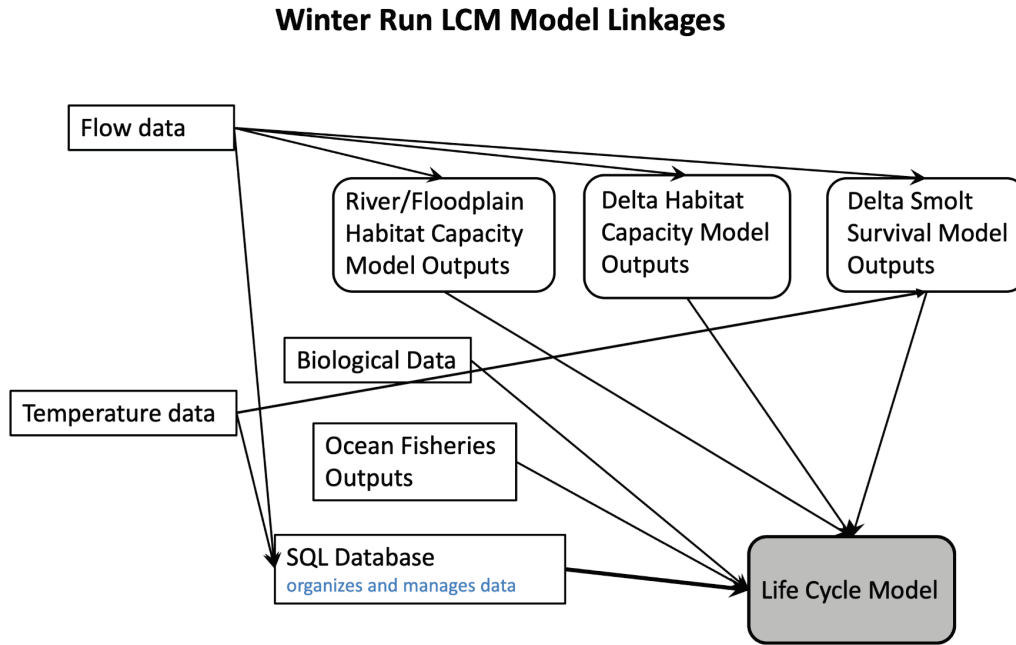 Winter Run LCM Model Linkages
Flow data
River/Floodplain
Habitat Capacity
Model Outputs
Delta Habitat
Capacity Model
Outputs
Delta Smolt
Survival Model
Outputs
Biological Data
Temperature data
Ocean Fisheries
Outputs
SQL Database
organizes and manages data
Life Cycle Model